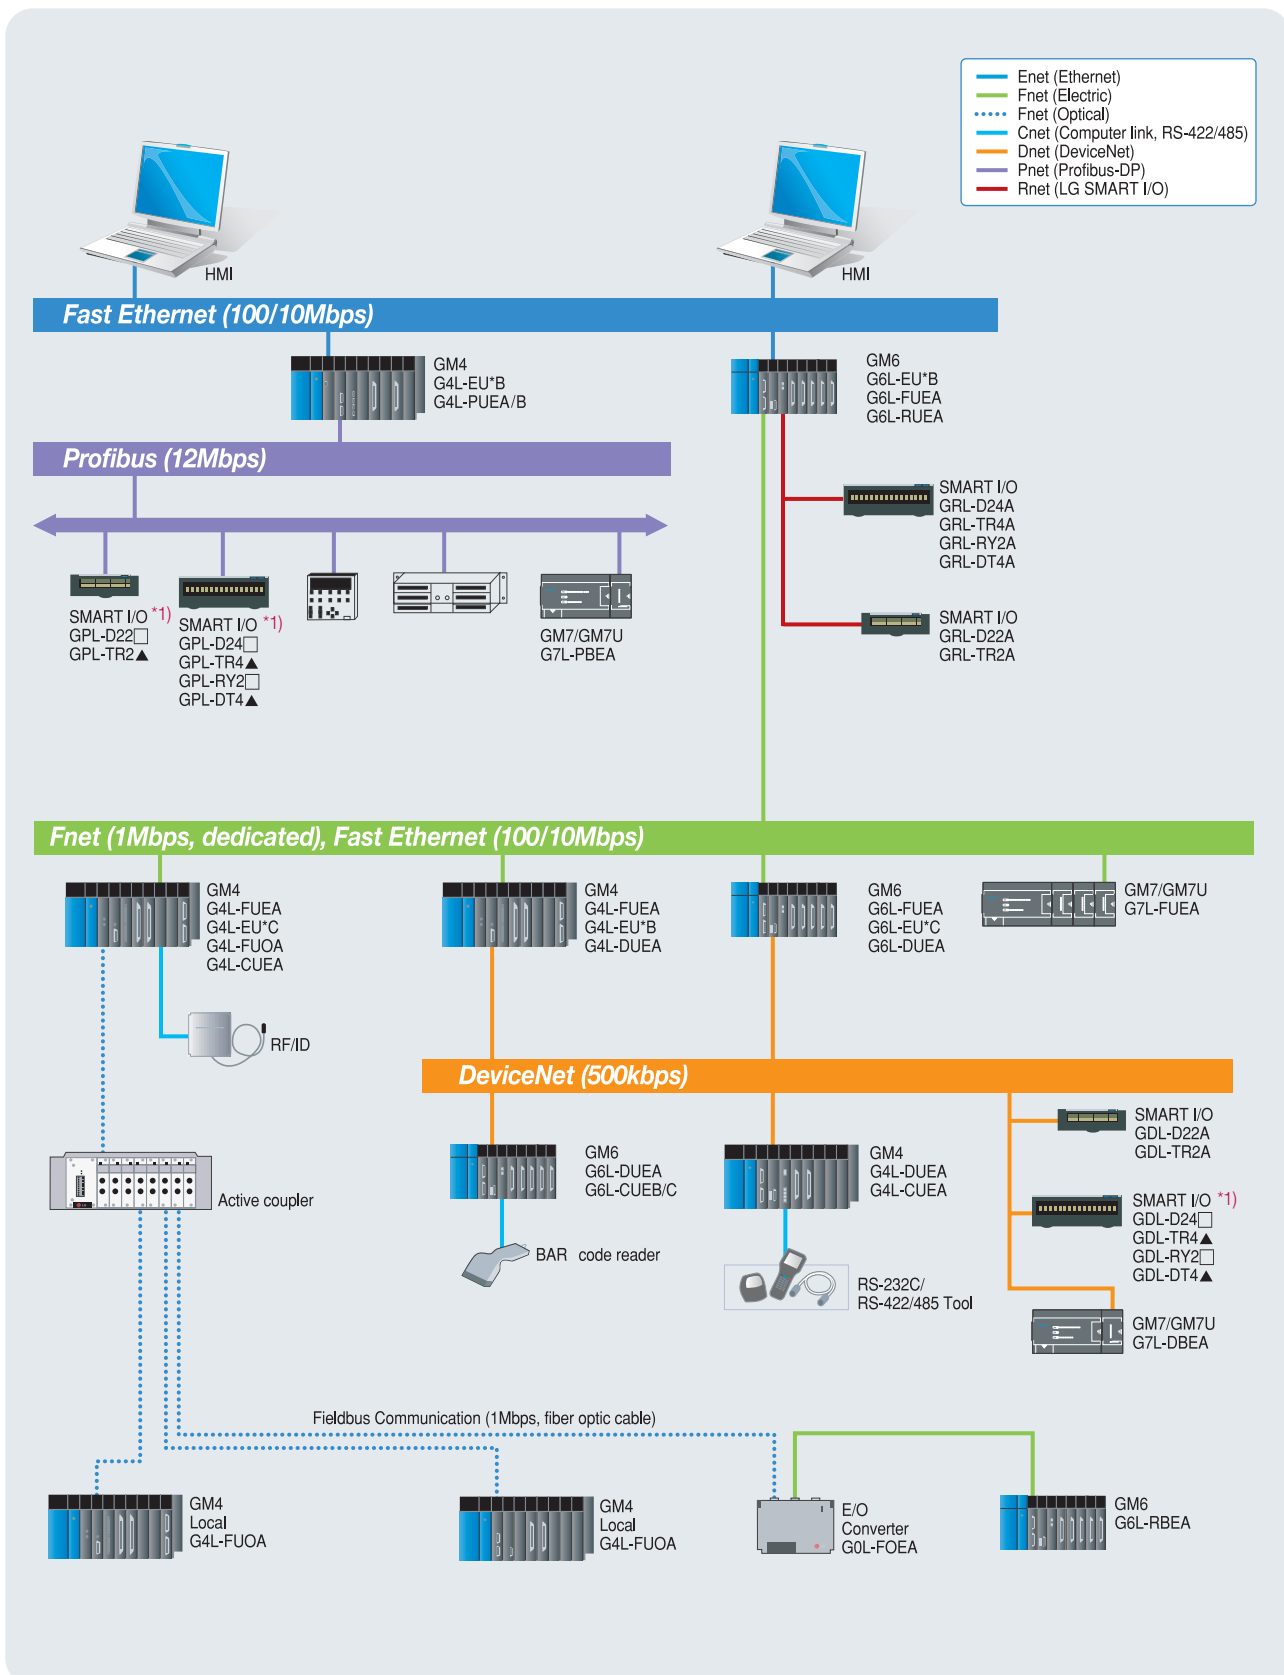 Enet (Ethernet)
Fnet (Electric)
Fnet (Optical)
Cnet (Computer link, RS-422/485)
Dnet (DeviceNet)
Pnet (Profibus-DP)
Rnet (LG SMART I/O)
HMI
HMI
Fast Ethernet (100/10Mbps)
GM4
G4L-EU*B
G4L-PUEA/B
GM6
G6L-EU*B
G6L-FUEA
G6L-RUEA
Profibus (12Mbps)
SMART I/O
GRL-D24A
GRL-TR4A
GRL-RY2A
GRL-DT4A
SMART I/O *1)
GPL-D22□
GPL-TR2▲
SMART I/O *1)
GPL-D24□
GPL-TR4▲
GPL-RY2□
GPL-DT4▲
GM7/GM7U
G7L-PBEA
SMART I/O
GRL-D22A
GRL-TR2A
Fnet (1Mbps, dedicated), Fast Ethernet (100/10Mbps)
GM4
G4L-FUEA
G4L-EU*C
G4L-FUOA
G4L-CUEA
GM4
G4L-FUEA
G4L-EU*B
G4L-DUEA
GM6
G6L-FUEA
G6L-EU*C
G6L-DUEA
GM7/GM7U
G7L-FUEA
RF/ID
DeviceNet (500kbps)
SMART I/O
GDL-D22A
GDL-TR2A
Active coupler
GM6
G6L-DUEA
G6L-CUEB/C
GM4
G4L-DUEA
G4L-CUEA
SMART I/O *1)
GDL-D24□
GDL-TR4▲
GDL-RY2□
GDL-DT4▲
BAR code reader
RS-232C/
RS-422/485 Tool
GM7/GM7U
G7L-DBEA
Fieldbus Communication (1Mbps, fiber optic cable)
GM4
Local
G4L-FUOA
GM4
Local
G4L-FUOA
E/O
Converter
G0L-FOEA
GM6
G6L-RBEA